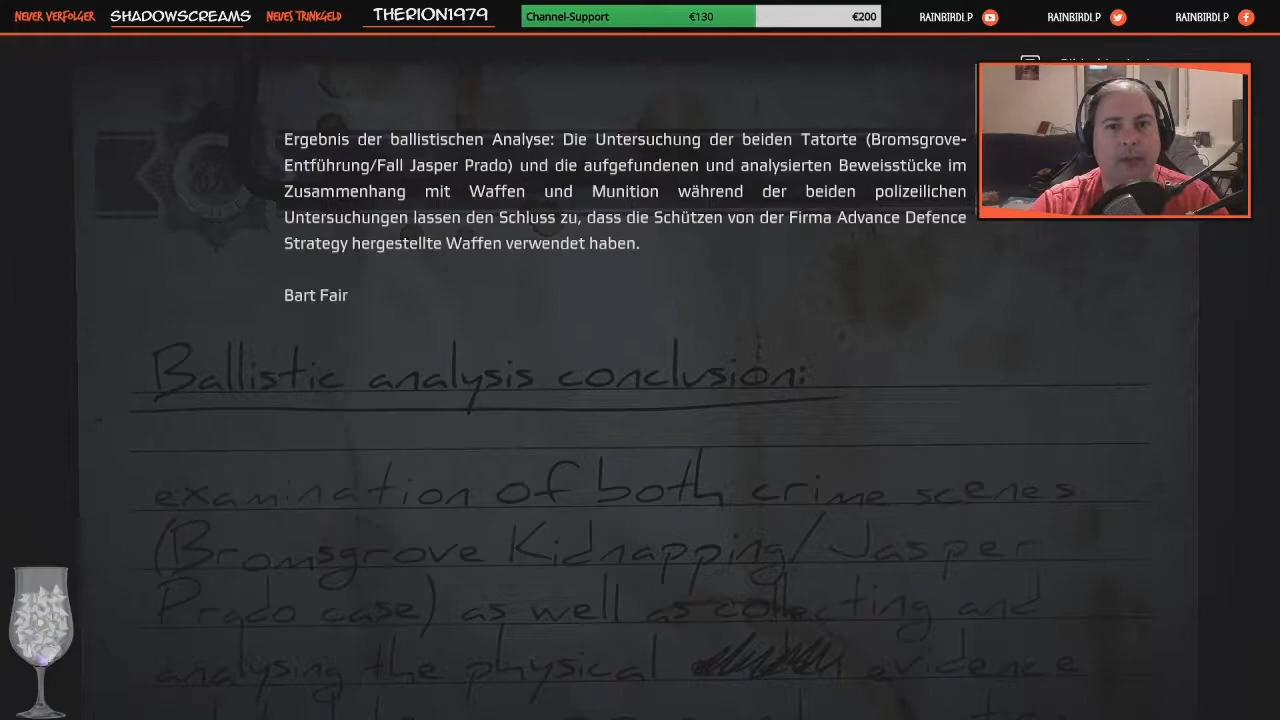 NEUER VERFOLGER SHADOWSCREAMS NEUES TRINKGELD THERION1979 Channel-Support €130 €200 RAINBIRDLP RAINBIRDLP RAINBIRDLP
Ergebnis der ballistischen Analyse: Die Untersuchung der beiden Tatorte (Bromsgrove-
Entführung/Fall Jasper Prado) und die aufgefundenen und analysierten Beweisstücke im
Zusammenhang mit Waffen und Munition während der beiden polizeilichen
Untersuchungen lassen den Schluss zu, dass die Schützen von der Firma Advance Defence
Strategy hergestellte Waffen verwendet haben.
Bart Fair
Ballistic analysis conclusion:
examination of both crime scenes
(Bromsgrove Kidnapping/Jasper
Prado case) as well as collecting and
analysing the physical evidence